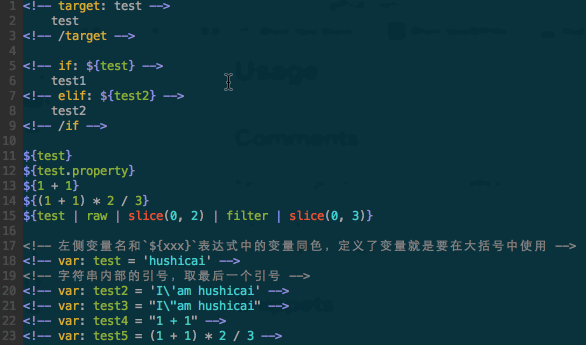 1 <!-- target: test -->
2 test
3 <!-- /target -->
4
5 <!-- if: ${test} -->
6 test1
7 <!-- elif: ${test2} -->
8 test2
9 <!-- /if -->
10
11 ${test}
12 ${test.property}
13 ${1 + 1}
14 ${(1 + 1) * 2 / 3}
15 ${test | raw | slice(0, 2) | filter | slice(0, 3)}
16
17 <!-- 左侧变量名和`${xxx}`表达式中的变量同色，定义了变量就是要在大括号中使用 -->
18 <!-- var: test = 'hushicai' -->
19 <!-- 字符串内部的引号，取最后一个引号 -->
20 <!-- var: test2 = 'I\'am hushicai' -->
21 <!-- var: test3 = "I\"am hushicai" -->
22 <!-- var: test4 = "1 + 1" -->
23 <!-- var: test5 = (1 + 1) * 2 / 3 -->
Usage
Comments